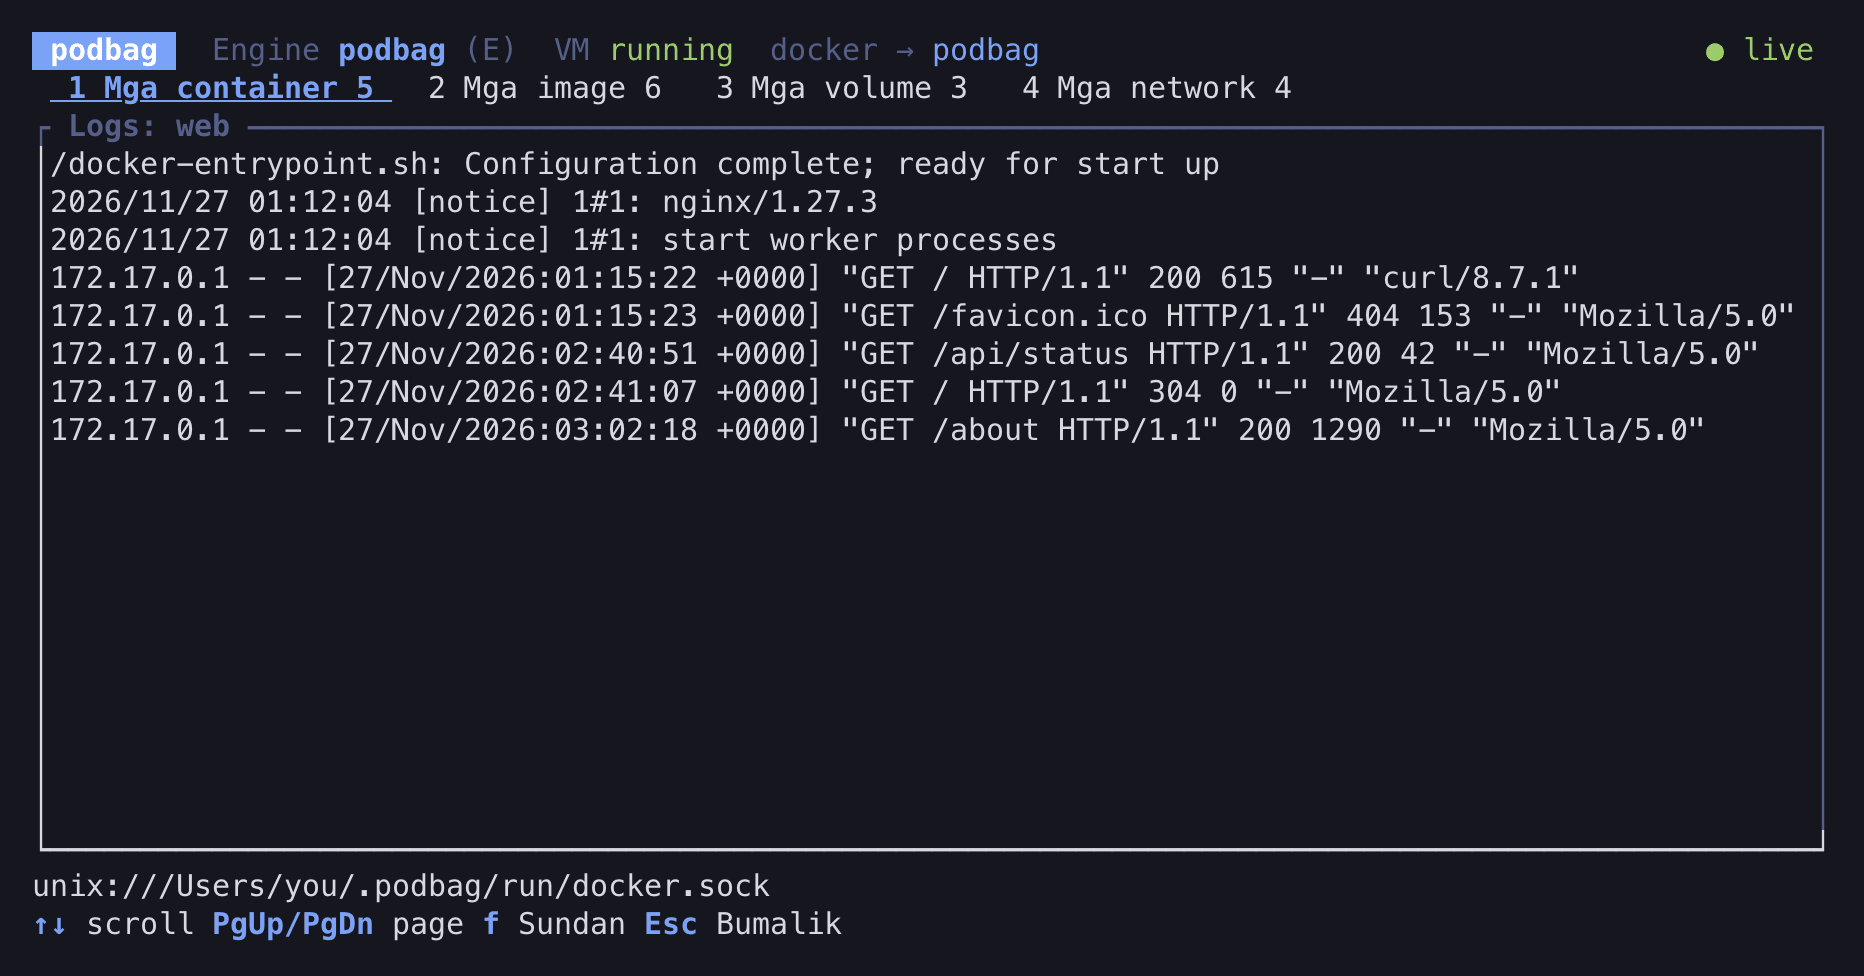 podbag Engine podbag (E) VM running docker → podbag ● live
1 Mga container 5 2 Mga image 6 3 Mga volume 3 4 Mga network 4
Logs: web
/docker-entrypoint.sh: Configuration complete; ready for start up
2026/11/27 01:12:04 [notice] 1#1: nginx/1.27.3
2026/11/27 01:12:04 [notice] 1#1: start worker processes
172.17.0.1 - - [27/Nov/2026:01:15:22 +0000] "GET / HTTP/1.1" 200 615 "-" "curl/8.7.1"
172.17.0.1 - - [27/Nov/2026:01:15:23 +0000] "GET /favicon.ico HTTP/1.1" 404 153 "-" "Mozilla/5.0"
172.17.0.1 - - [27/Nov/2026:02:40:51 +0000] "GET /api/status HTTP/1.1" 200 42 "-" "Mozilla/5.0"
172.17.0.1 - - [27/Nov/2026:02:41:07 +0000] "GET / HTTP/1.1" 304 0 "-" "Mozilla/5.0"
172.17.0.1 - - [27/Nov/2026:03:02:18 +0000] "GET /about HTTP/1.1" 200 1290 "-" "Mozilla/5.0"
unix:///Users/you/.podbag/run/docker.sock
↑↓ scroll PgUp/PgDn page f Sundan Esc Bumalik